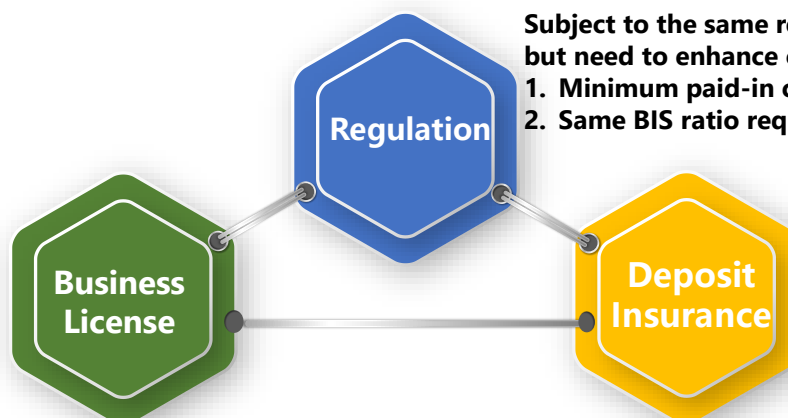 Subject to the same re
but need to enhance
1. Minimum paid-in
2. Same BIS ratio req
Regulation
Business
License
Deposit
Insurance